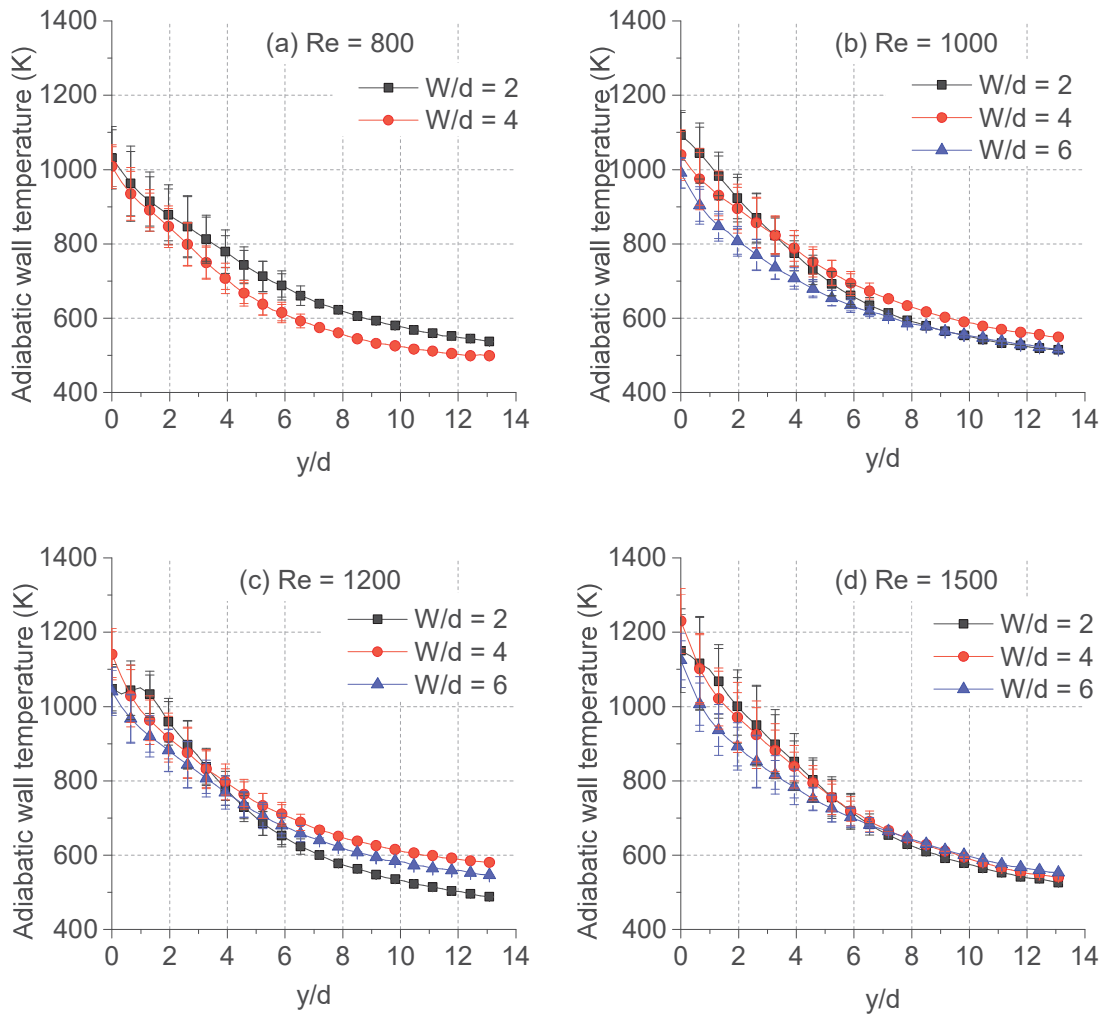 (a) Re = 800
W/d = 2
W/d = 4
Adiabatic wall temperature (K)
1400
1200
1000
800
600
400
0 2 4 6 8 10 12 14
y/d
(b) Re = 1000
W/d = 2
W/d = 4
W/d = 6
Adiabatic wall temperature (K)
1400
1200
1000
800
600
400
0 2 4 6 8 10 12 14
y/d
(c) Re = 1200
W/d = 2
W/d = 4
W/d = 6
Adiabatic wall temperature (K)
1400
1200
1000
800
600
400
0 2 4 6 8 10 12 14
y/d
(d) Re = 1500
W/d = 2
W/d = 4
W/d = 6
Adiabatic wall temperature (K)
1400
1200
1000
800
600
400
0 2 4 6 8 10 12 14
y/d